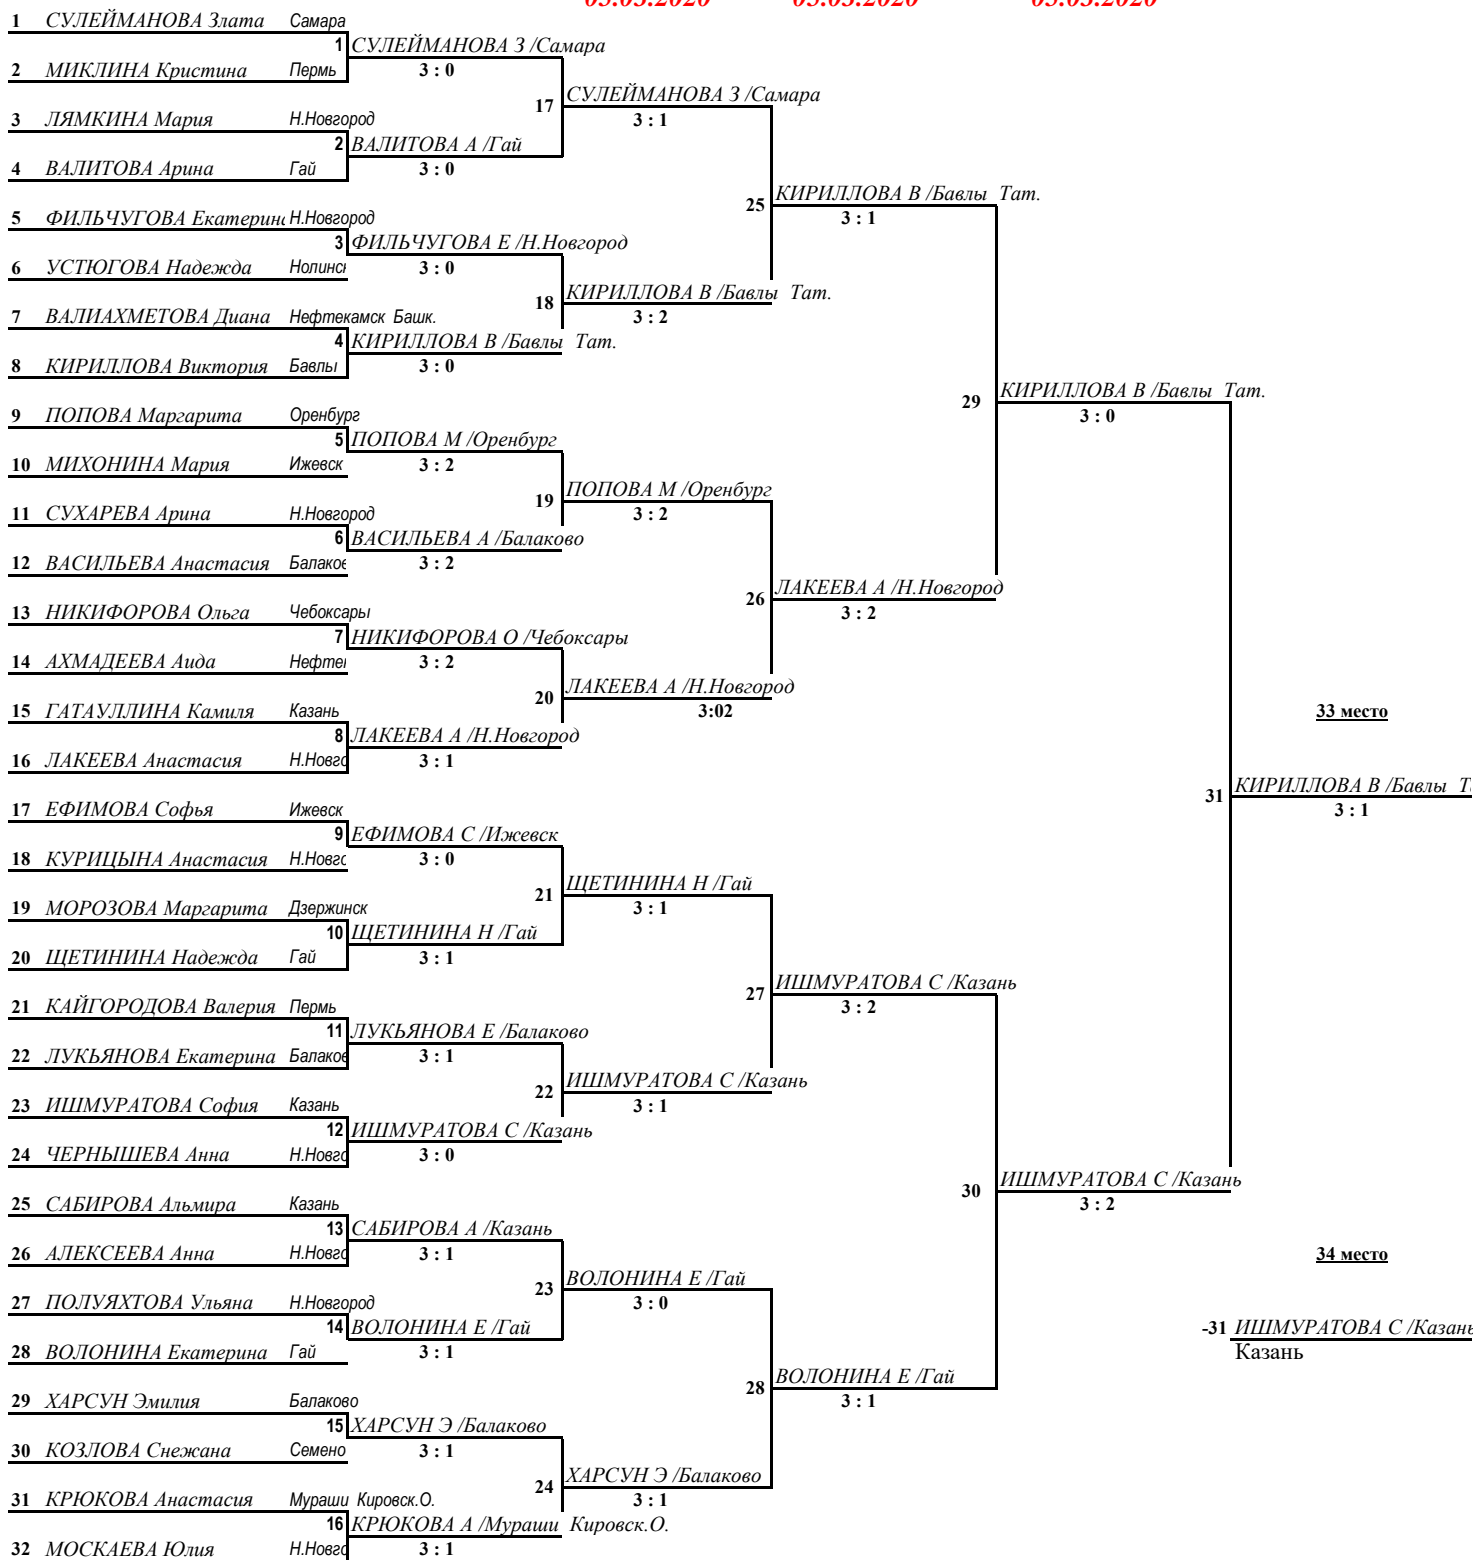 03.03.2020 03.03.2020 03.03.2020
1 СУЛЕЙМАНОВА Злата Самара
1 СУЛЕЙМАНОВА З /Самара
2 МИКЛИНА Кристина Пермь 3 : 0
17 СУЛЕЙМАНОВА З /Самара
3 ЛЯМКИНА Мария Н.Новгород 3 : 1
2 ВАЛИТОВА А /Гай
4 ВАЛИТОВА Арина Гай 3 : 0
25 КИРИЛЛОВА В /Бавлы Тат.
5 ФИЛЬЧУГОВА Екатерин Н.Новгород 3 : 1
3 ФИЛЬЧУГОВА Е /Н.Новгород
6 УСТЮГОВА Надежда Нолинск 3 : 0
18 КИРИЛЛОВА В /Бавлы Тат.
7 ВАЛИАХМЕТОВА Диана Нефтекамск Башк. 3 : 2
4 КИРИЛЛОВА В /Бавлы Тат.
8 КИРИЛЛОВА Виктория Бавлы 3 : 0
29 КИРИЛЛОВА В /Бавлы Тат.
9 ПОПОВА Маргарита Оренбург 3 : 0
5 ПОПОВА М /Оренбург
10 МИХОНИНА Мария Ижевск 3 : 2
19 ПОПОВА М /Оренбург
11 СУХАРЕВА Арина Н.Новгород 3 : 2
6 ВАСИЛЬЕВА А /Балаково
12 ВАСИЛЬЕВА Анастасия Балаков 3 : 2
26 ЛАКЕЕВА А /Н.Новгород
13 НИКИФОРОВА Ольга Чебоксары 3 : 2
7 НИКИФОРОВА О /Чебоксары
14 АХМАДЕЕВА Аида Нефтек 3 : 2
20 ЛАКЕЕВА А /Н.Новгород
15 ГАТАУЛЛИНА Камиля Казань 3:02 33 место
8 ЛАКЕЕВА А /Н.Новгород
16 ЛАКЕЕВА Анастасия Н.Новго 3 : 1
31 КИРИЛЛОВА В /Бавлы Т
17 ЕФИМОВА Софья Ижевск 3 : 1
9 ЕФИМОВА С /Ижевск
18 КУРИЦЫНА Анастасия Н.Новго 3 : 0
21 ЩЕТИНИНА Н /Гай
19 МОРОЗОВА Маргарита Дзержинск 3 : 1
10 ЩЕТИНИНА Н /Гай
20 ЩЕТИНИНА Надежда Гай 3 : 1
27 ИШМУРАТОВА С /Казань
21 КАЙГОРОДОВА Валерия Пермь 3 : 2
11 ЛУКЬЯНОВА Е /Балаково
22 ЛУКЬЯНОВА Екатерина Балаков 3 : 1
22 ИШМУРАТОВА С /Казань
23 ИШМУРАТОВА София Казань 3 : 1
12 ИШМУРАТОВА С /Казань
24 ЧЕРНЫШЕВА Анна Н.Новго 3 : 0
30 ИШМУРАТОВА С /Казань
25 САБИРОВА Альмира Казань 3 : 2
13 САБИРОВА А /Казань
26 АЛЕКСЕЕВА Анна Н.Новго 3 : 1 34 место
23 ВОЛОНИНА Е /Гай
27 ПОЛУЯХТОВА Ульяна Н.Новгород 3 : 0
14 ВОЛОНИНА Е /Гай -31 ИШМУРАТОВА С /Казань
28 ВОЛОНИНА Екатерина Гай 3 : 1 Казань
28 ВОЛОНИНА Е /Гай
29 ХАРСУН Эмилия Балаково 3 : 1
15 ХАРСУН Э /Балаково
30 КОЗЛОВА Снежана Семено 3 : 1
24 ХАРСУН Э /Балаково
31 КРЮКОВА Анастасия Мураши Кировск.О. 3 : 1
16 КРЮКОВА А /Мураши Кировск.О.
32 МОСКАЕВА Юлия Н.Новго 3 : 1